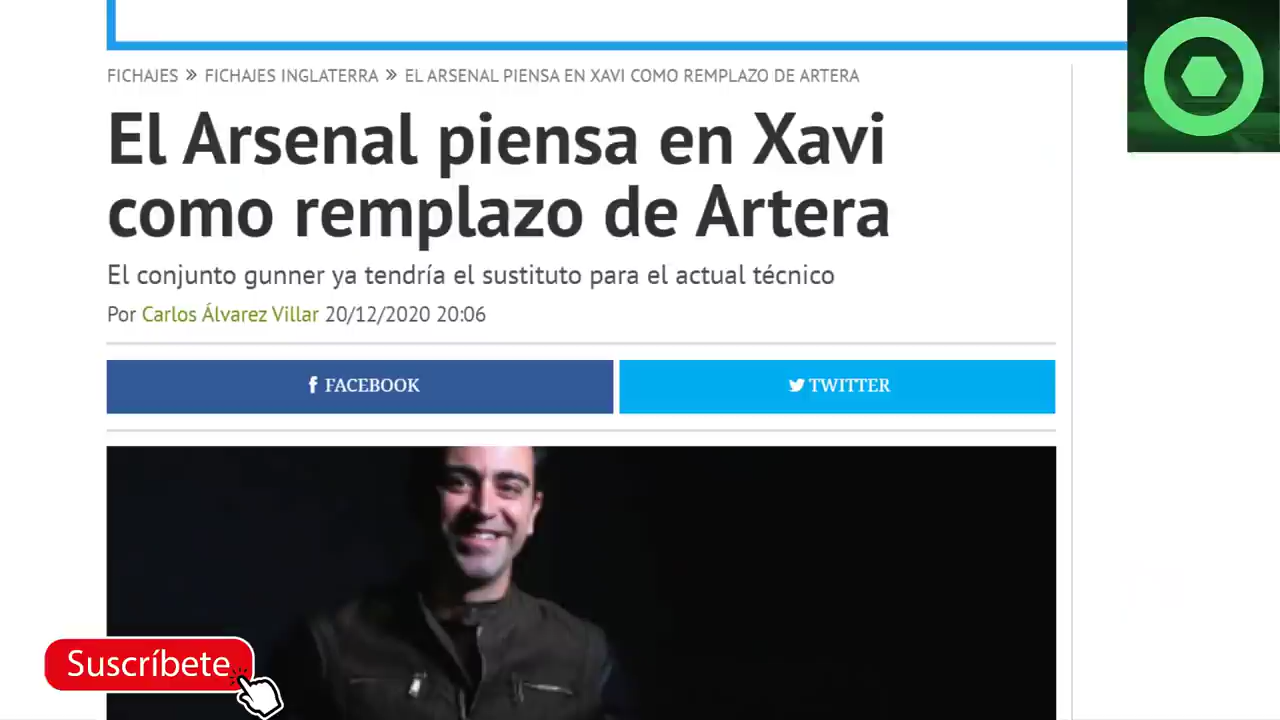 FICHAJES » FICHAJES INGLATERRA » EL ARSENAL PIENSA EN XAVI COMO REMPLAZO DE ARTERA
El Arsenal piensa en Xavi
como remplazo de Artera
El conjunto gunner ya tendría el sustituto para el actual técnico
Por Carlos Álvarez Villar 20/12/2020 20:06
f FACEBOOK
TWITTER
Suscríbete